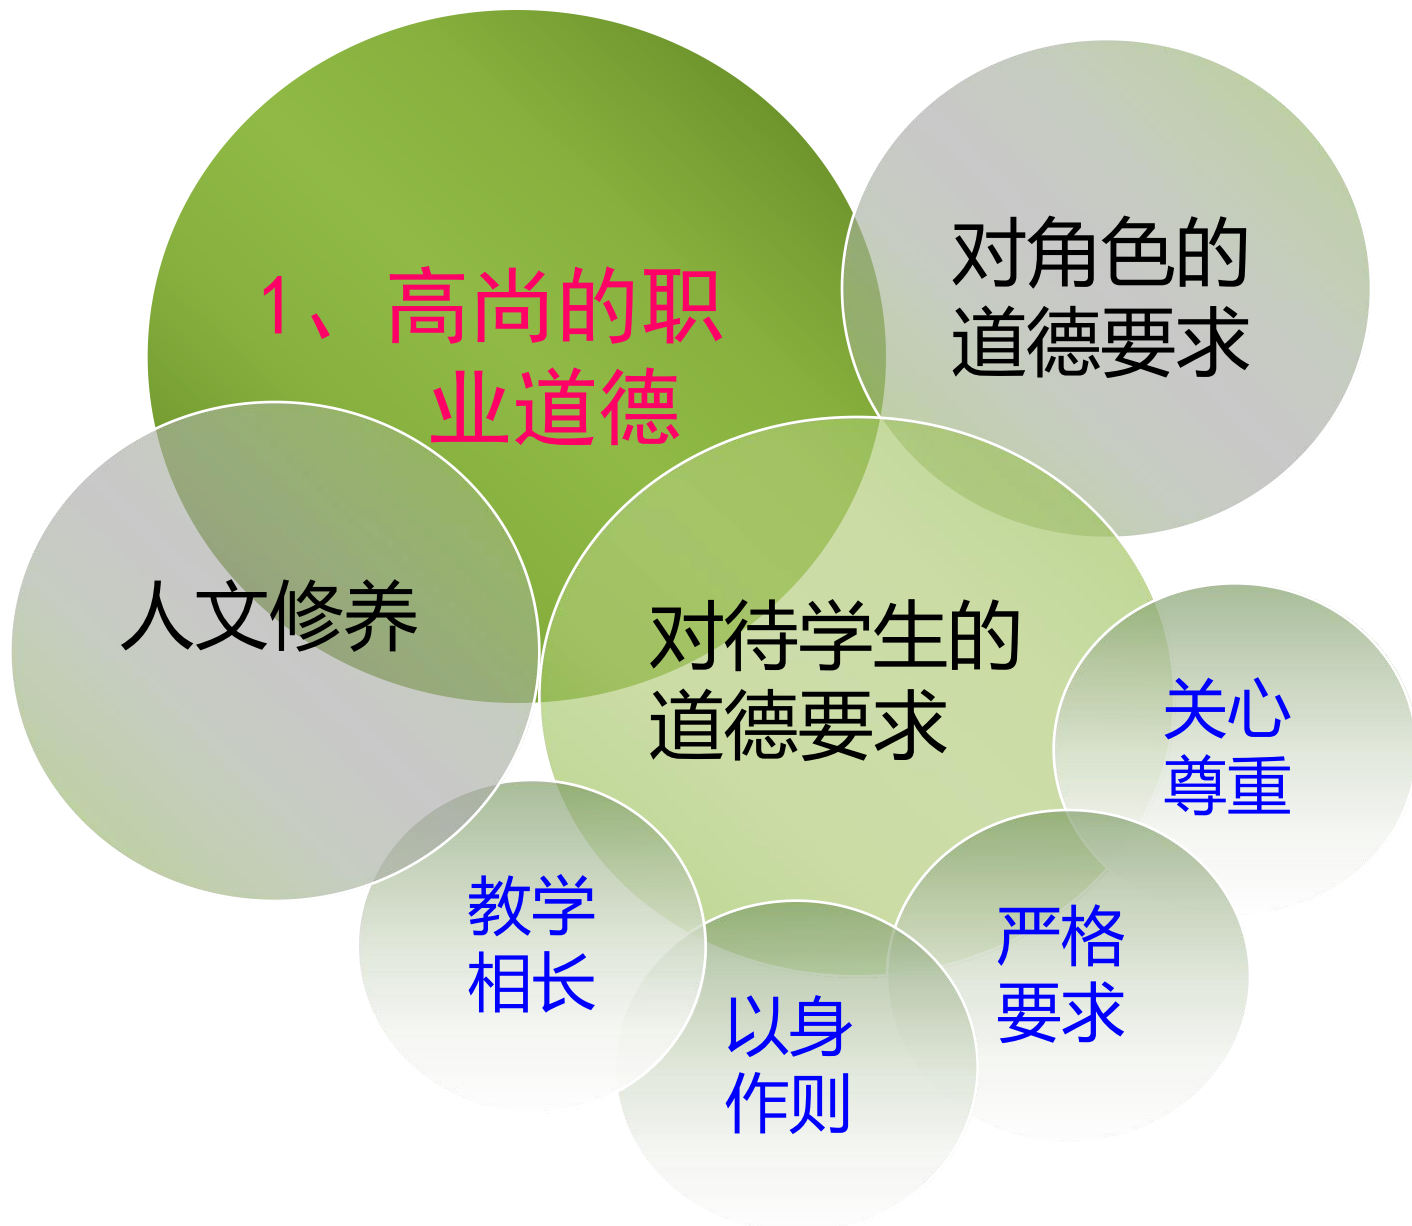 1、高尚的职
业道德
对角色的
道德要求
人文修养
对待学生的
道德要求
关心
尊重
严格
要求
以身
作则
教学
相长